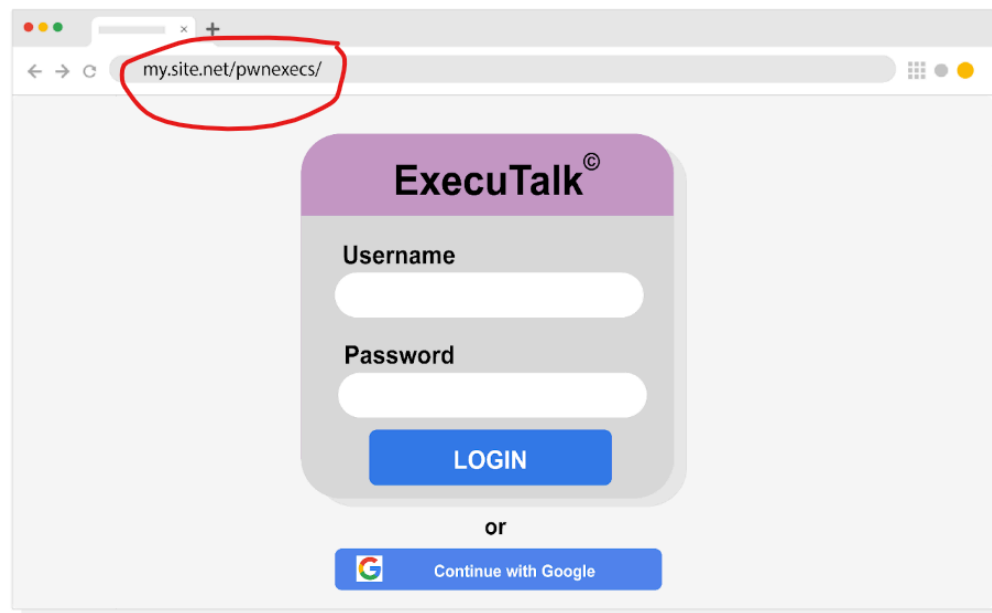 my.site.net/pwnexecs/
ExecuTalk©
Username
Password
LOGIN
or
Continue with Google